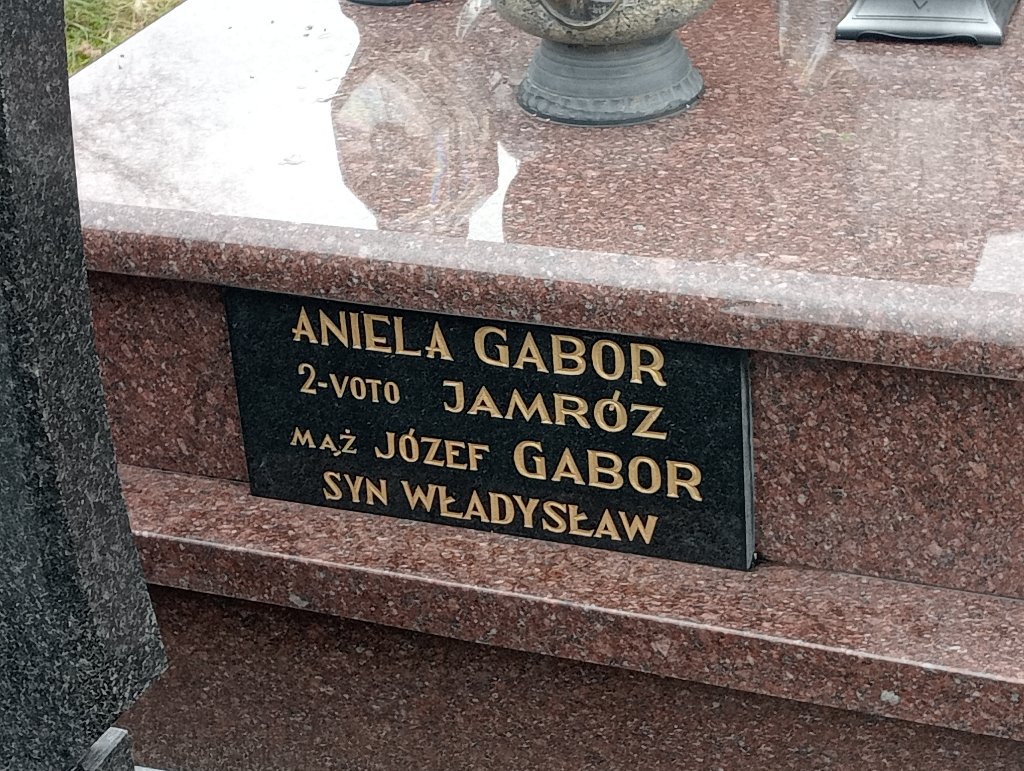 ANIELA GABOR
2-VOTO JAMRÓZ
MĄŻ JÓZEF GABOR
SYN WŁADYSŁAW